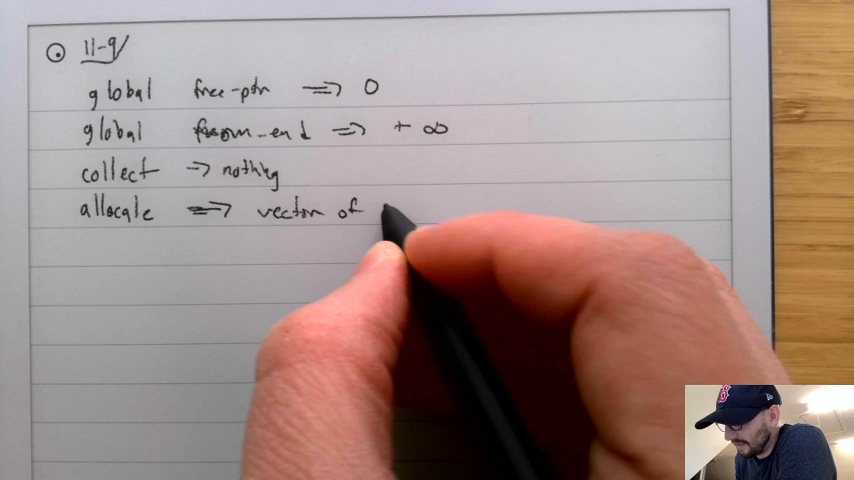 ⊙ 11-9/
global free-ptr => 0
global from-end => + ∞
collect -> nothing
allocate => vector of